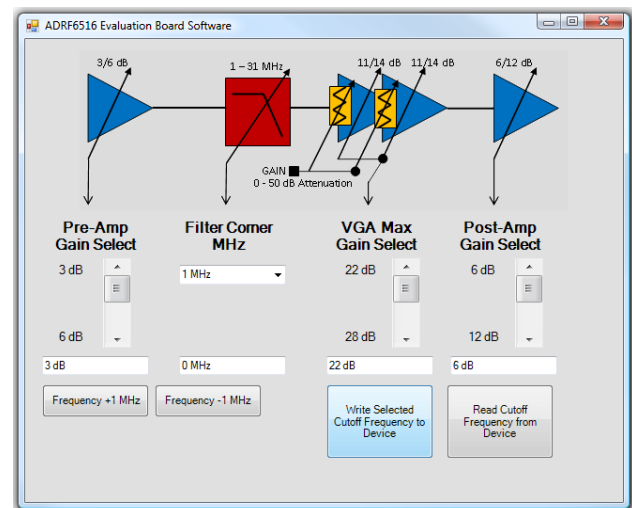 ADRF6516 Evaluation Board Software
3/6 dB
1 – 31 MHz
11/14 dB
11/14 dB
6/12 dB
GAIN
0 - 50 dB Attenuation
Pre-Amp
Gain Select
Filter Corner
MHz
VGA Max
Gain Select
Post-Amp
Gain Select
3 dB
1 MHz
22 dB
6 dB
6 dB
28 dB
12 dB
3 dB
0 MHz
22 dB
6 dB
Frequency +1 MHz
Frequency -1 MHz
Write Selected
Cutoff Frequency to
Device
Read Cutoff
Frequency from
Device